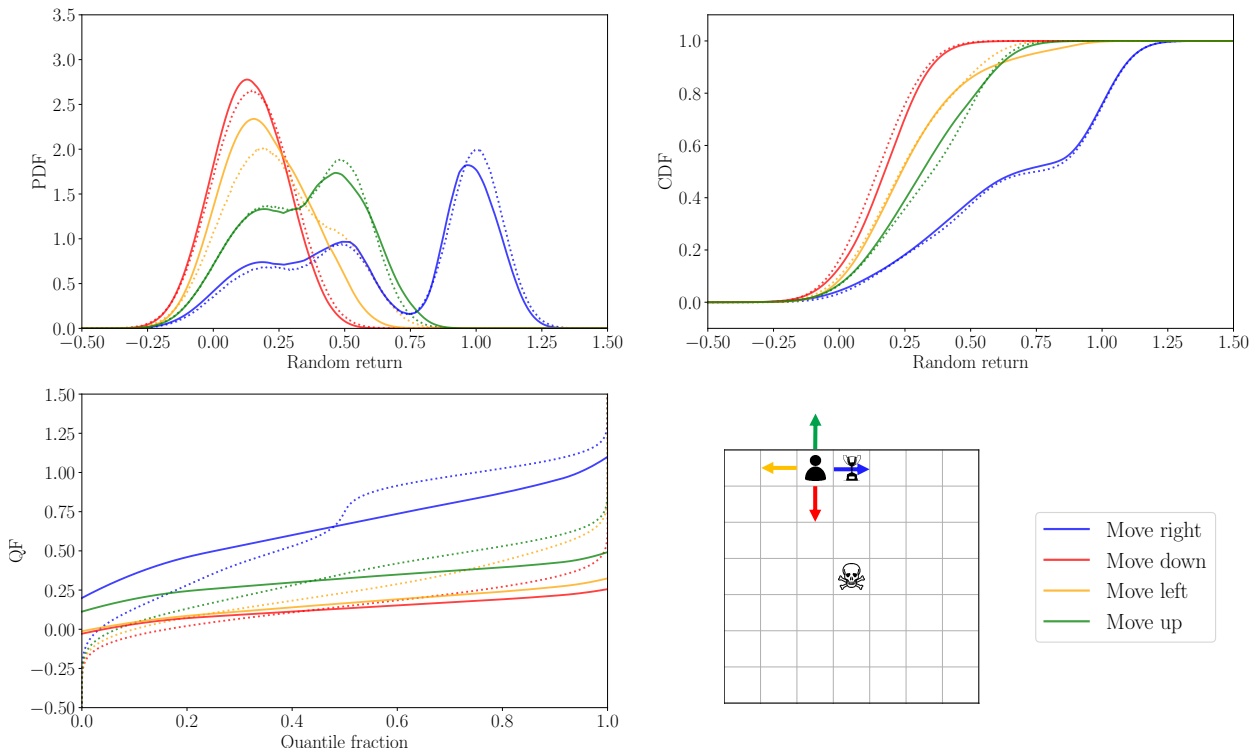 3.5
3.0
2.5
2.0
1.5
1.0
0.5
0.0
PDF
−0.50 −0.25 0.00 0.25 0.50 0.75 1.00 1.25 1.50
Random return
1.0
0.8
0.6
0.4
0.2
0.0
CDF
−0.50 −0.25 0.00 0.25 0.50 0.75 1.00 1.25 1.50
Random return
1.50
1.25
1.00
0.75
0.50
0.25
0.00
−0.25
−0.50
QF
0.0 0.2 0.4 0.6 0.8 1.0
Quantile fraction
Move right
Move down
Move left
Move up